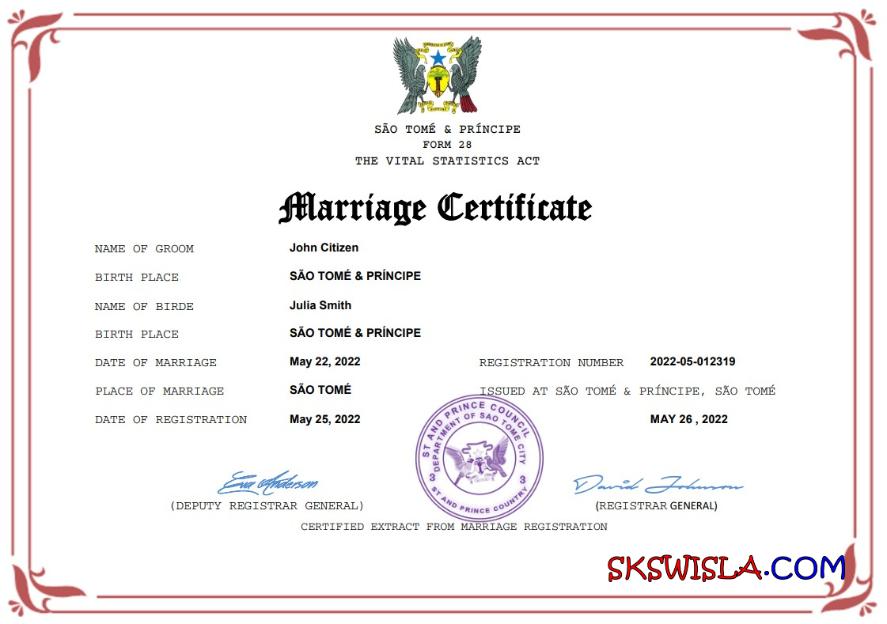 SÃO TOMÉ & PRÍNCIPE
FORM 28
THE VITAL STATISTICS ACT
Marriage Certificate
NAME OF GROOM John Citizen
BIRTH PLACE SÃO TOMÉ & PRÍNCIPE
NAME OF BIRDE Julia Smith
BIRTH PLACE SÃO TOMÉ & PRÍNCIPE
DATE OF MARRIAGE May 22, 2022 REGISTRATION NUMBER 2022-05-012319
PLACE OF MARRIAGE SÃO TOMÉ ISSUED AT SÃO TOMÉ & PRÍNCIPE, SÃO TOMÉ
DATE OF REGISTRATION May 25, 2022 MAY 26 , 2022
ST AND PRINCE COUNCIL
DEPARTMENT OF SAO TOME CITY
3 3
ST AND PRINCE COUNTRY
Eva Anderson David Johnson
(DEPUTY REGISTRAR GENERAL) (REGISTRAR GENERAL)
CERTIFIED EXTRACT FROM MARRIAGE REGISTRATION
SKSWISLA.COM